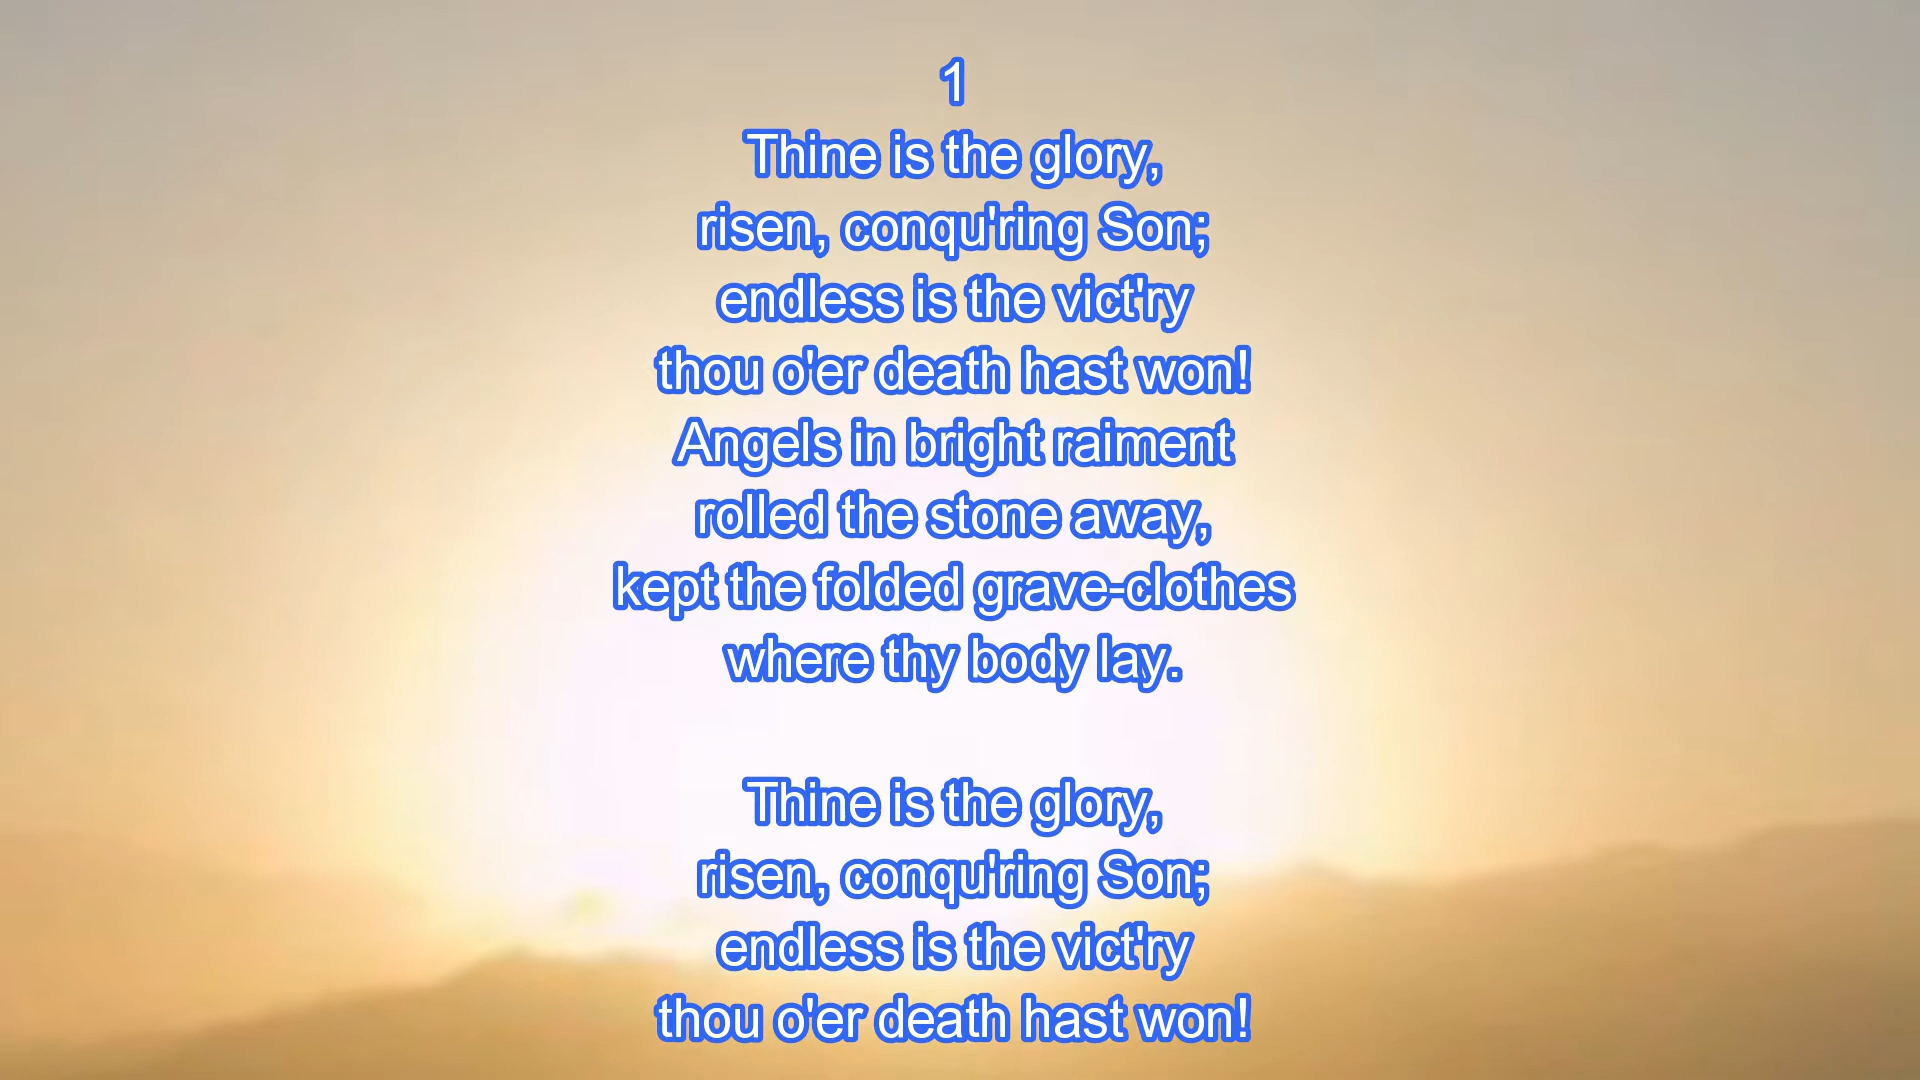 1
Thine is the glory,
risen, conqu'ring Son;
endless is the vict'ry
thou o'er death hast won!
Angels in bright raiment
rolled the stone away,
kept the folded grave-clothes
where thy body lay.

Thine is the glory,
risen, conqu'ring Son;
endless is the vict'ry
thou o'er death hast won!